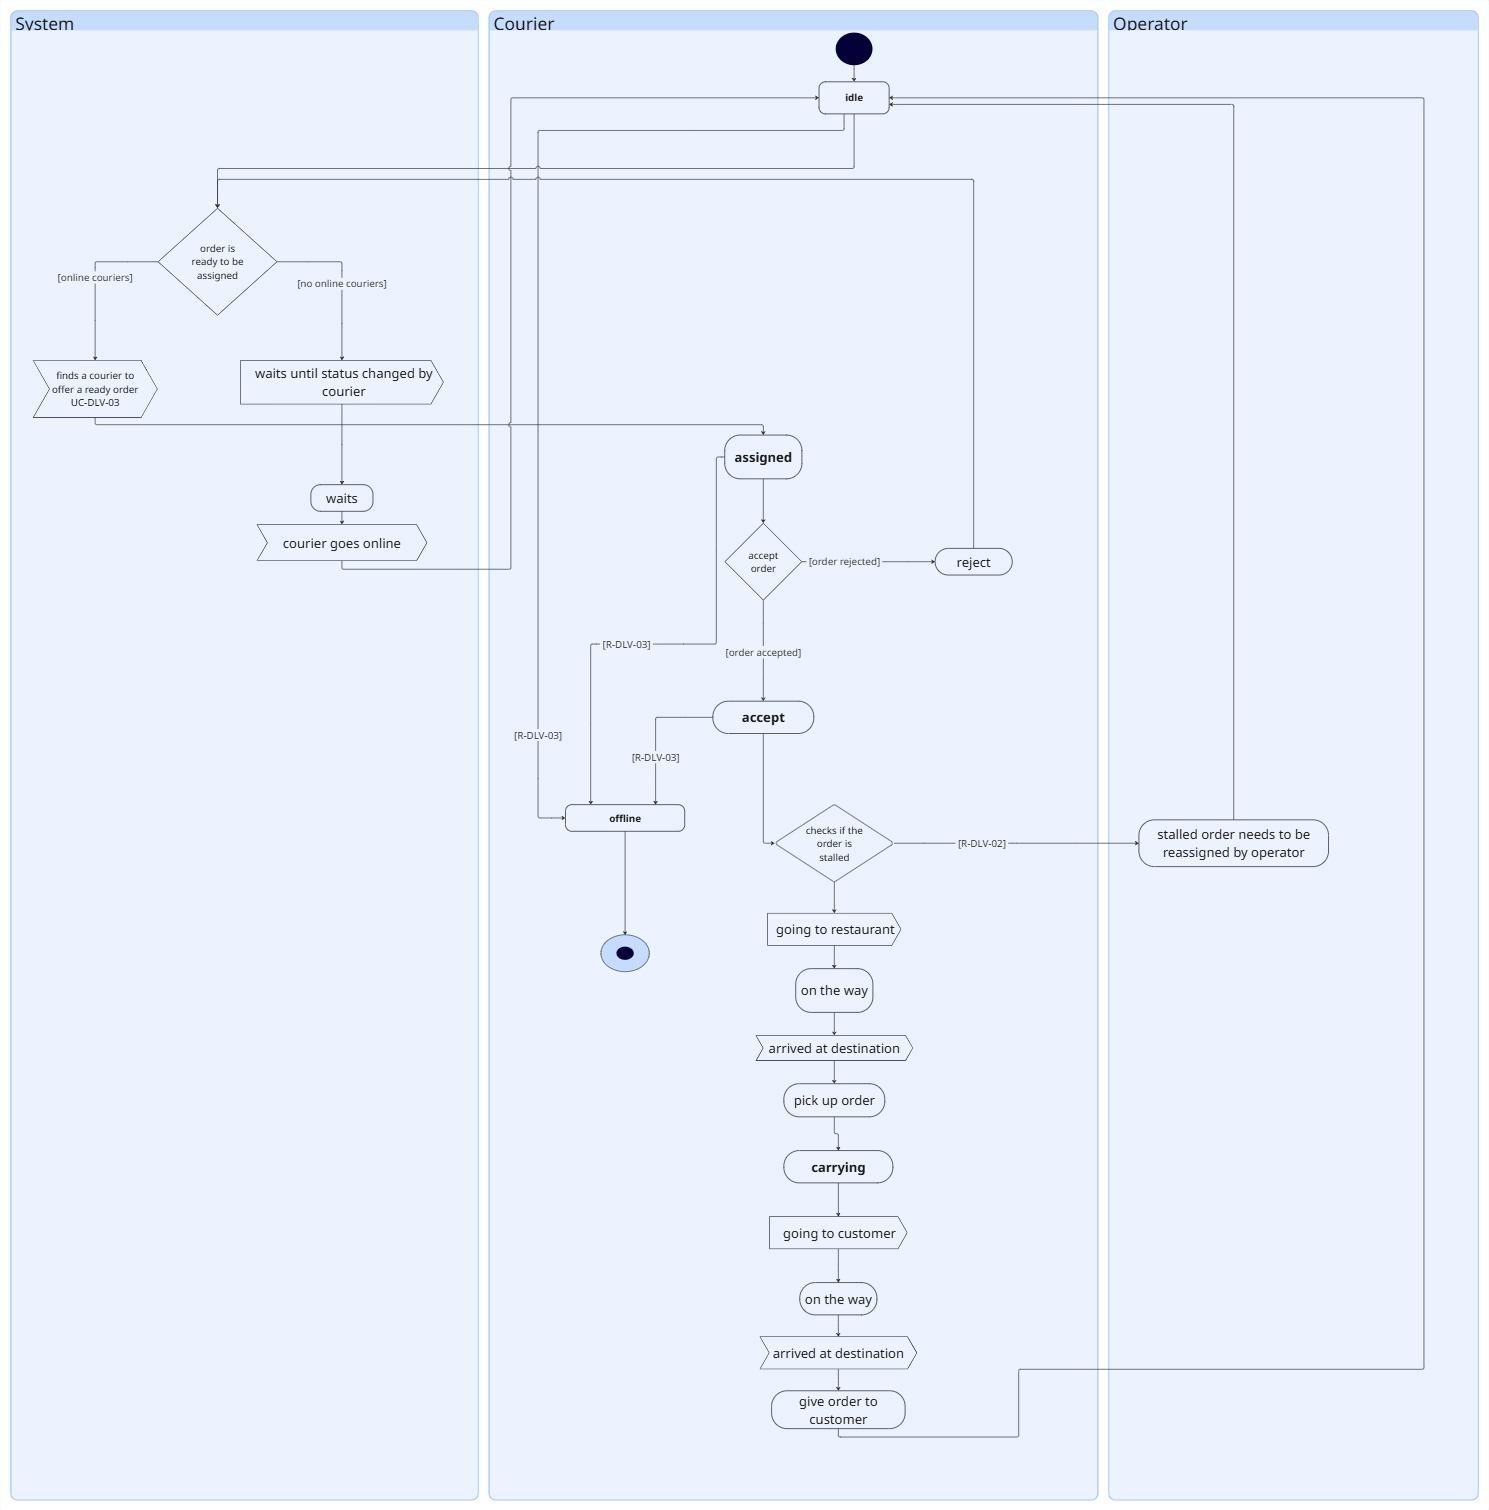 System
Courier
Operator
idle
order is
ready to be
assigned
[online couriers]
[no online couriers]
finds a courier to
offer a ready order
UC-DLV-03
waits until status changed by
courier
assigned
waits
courier goes online
accept
order
[order rejected]
reject
[R-DLV-03]
[order accepted]
accept
[R-DLV-03]
[R-DLV-03]
offline
checks if the
order is
stalled
[R-DLV-02]
stalled order needs to be
reassigned by operator
going to restaurant
on the way
arrived at destination
pick up order
carrying
going to customer
on the way
arrived at destination
give order to
customer